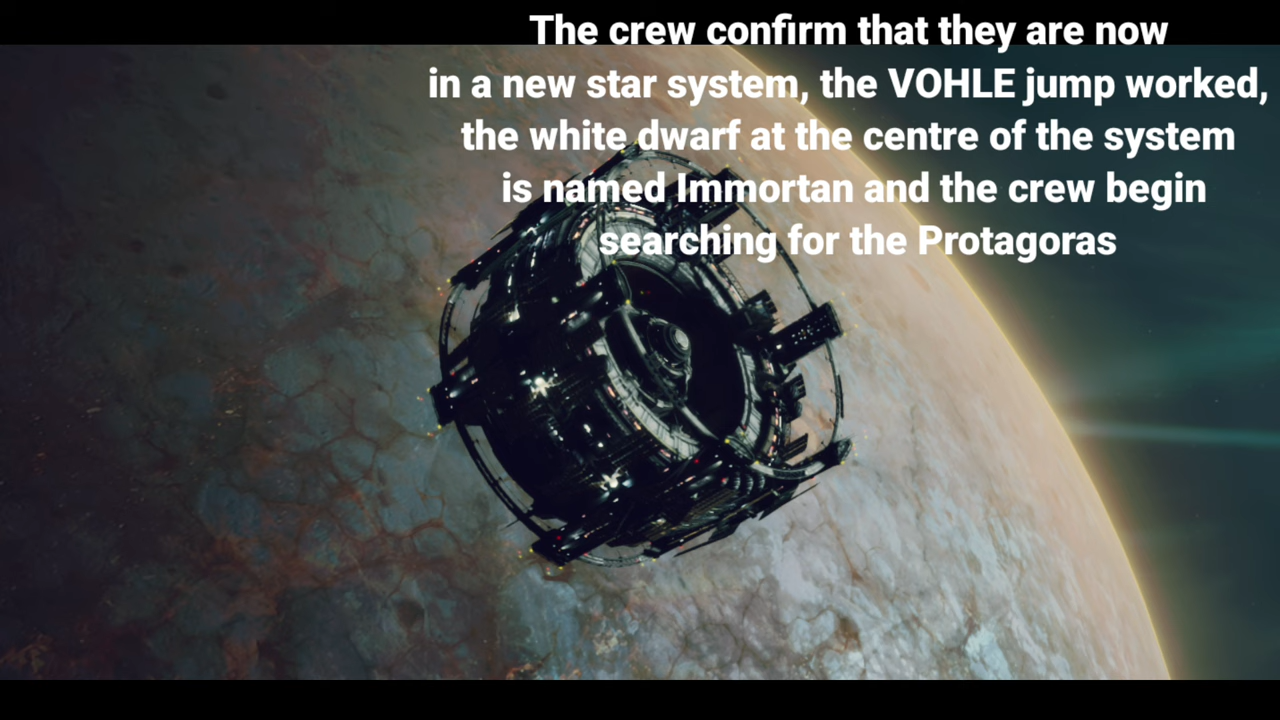 The crew confirm that they are now
in a new star system, the VOHLE jump worked,
the white dwarf at the centre of the system
is named Immortan and the crew begin
searching for the Protagoras